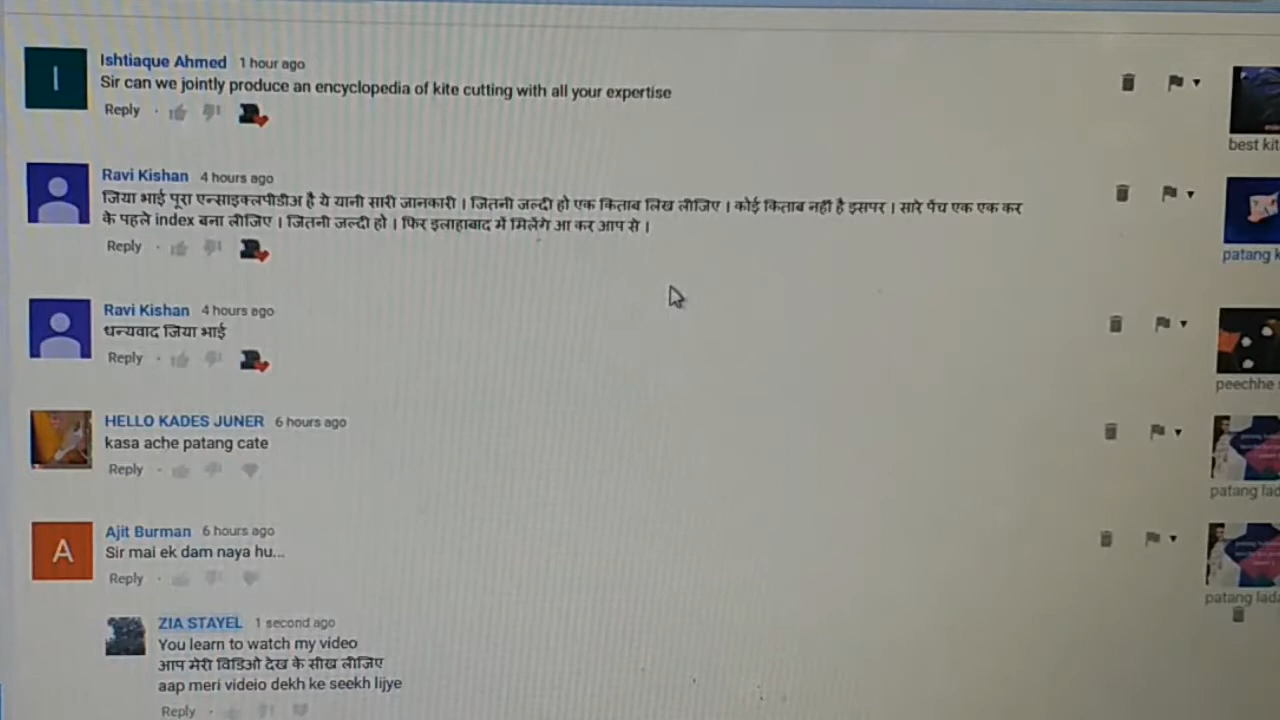 I
Ishtiaque Ahmed 1 hour ago
Sir can we jointly produce an encyclopedia of kite cutting with all your expertise
Reply
best kit
Ravi Kishan 4 hours ago
जिया भाई पूरा एन्साइक्लपीडीअ है ये यानी सारी जानकारी । जितनी जल्दी हो एक किताब लिख लीजिए । कोई किताब नहीं है इसपर । सारे पेंच एक एक कर
के पहले index बना लीजिए । जितनी जल्दी हो । फिर इलाहाबाद में मिलेंगे आ कर आप से ।
Reply
patang k
Ravi Kishan 4 hours ago
धन्यवाद जिया भाई
Reply
peechhe
HELLO KADES JUNER 6 hours ago
kasa ache patang cate
Reply
patang lad
A
Ajit Burman 6 hours ago
Sir mai ek dam naya hu...
Reply
patang lada
ZIA STAYEL 1 second ago
You learn to watch my video
आप मेरी विडिओ देख के सीख लीजिए
aap meri videio dekh ke seekh lijye
Reply